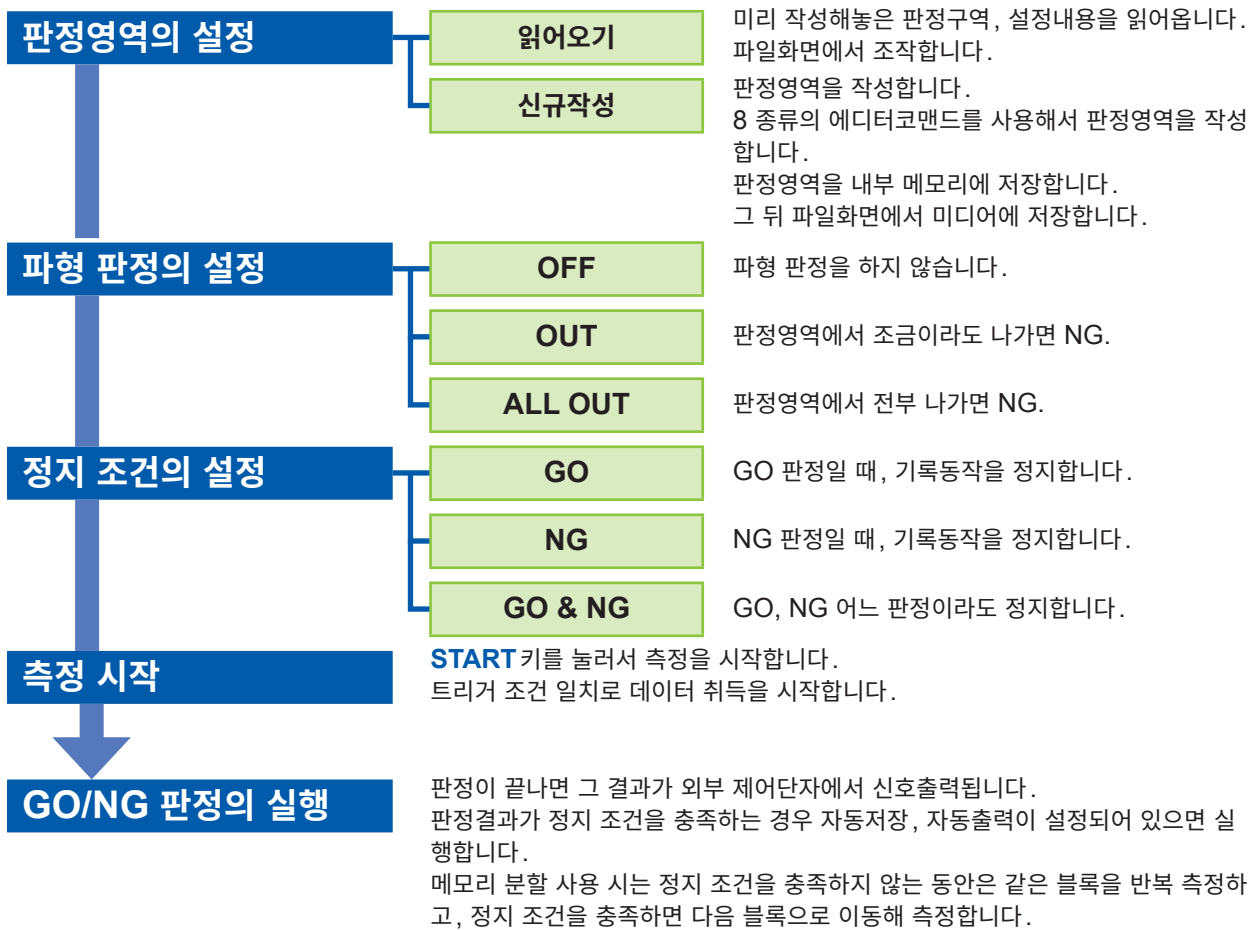 판정영역의 설정
읽어오기
미리 작성해놓은 판정구역, 설정내용을 읽어옵니다.
파일화면에서 조작합니다.
신규작성
판정영역을 작성합니다.
8 종류의 에디터코맨드를 사용해서 판정영역을 작성
합니다.
판정영역을 내부 메모리에 저장합니다.
그 뒤 파일화면에서 미디어에 저장합니다.
파형 판정의 설정
OFF
파형 판정을 하지 않습니다.
OUT
판정영역에서 조금이라도 나가면 NG.
ALL OUT
판정영역에서 전부 나가면 NG.
정지 조건의 설정
GO
GO 판정일 때, 기록동작을 정지합니다.
NG
NG 판정일 때, 기록동작을 정지합니다.
GO & NG
GO, NG 어느 판정이라도 정지합니다.
측정 시작
START키를 눌러서 측정을 시작합니다.
트리거 조건 일치로 데이터 취득을 시작합니다.
GO/NG 판정의 실행
판정이 끝나면 그 결과가 외부 제어단자에서 신호출력됩니다.
판정결과가 정지 조건을 충족하는 경우 자동저장, 자동출력이 설정되어 있으면 실
행합니다.
메모리 분할 사용 시는 정지 조건을 충족하지 않는 동안은 같은 블록을 반복 측정하
고, 정지 조건을 충족하면 다음 블록으로 이동해 측정합니다.